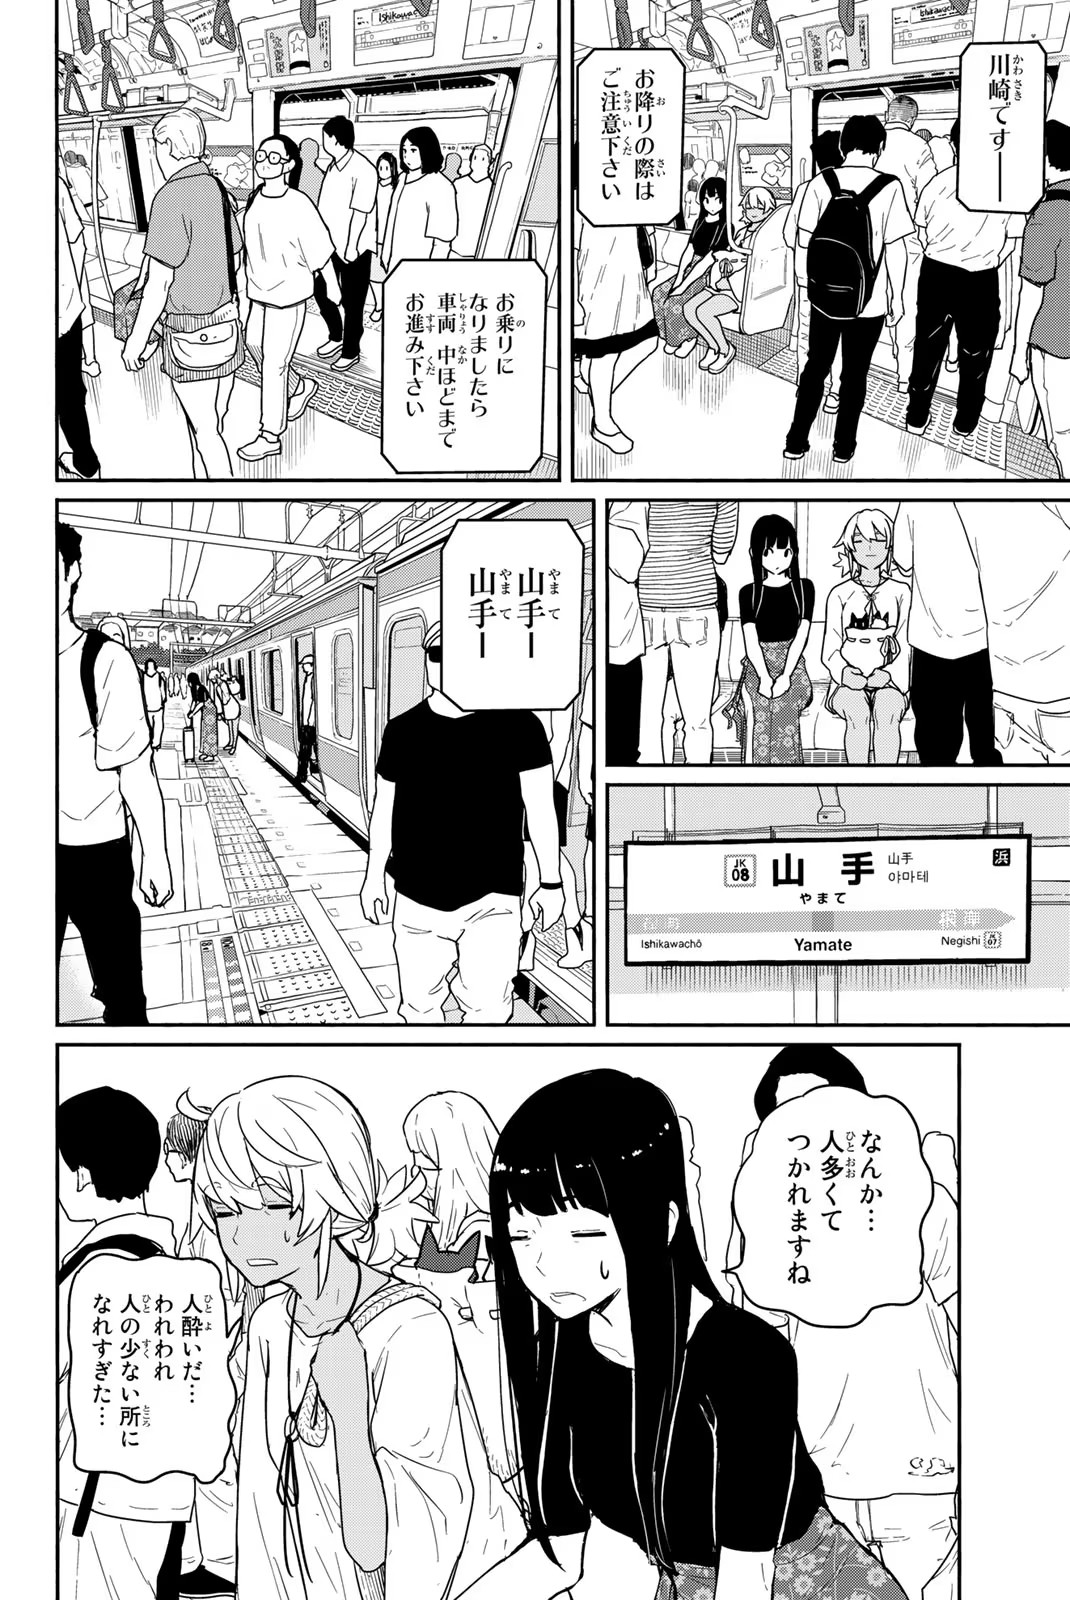 川崎ですー
お降りの際は
ご注意下さい
Ishikawach
お乗りに
なりましたら
車両 中ほどまで
お進み下さい
山手ー
山手ー
JK
08
山手
山手
야마테
浜
やまて
根岸
Ishikawachō
Yamate
Negishi
JK
07
なんか…
人多くて
つかれますね
人酔いだ…
われわれ
人の少ない所に
なれすぎた…